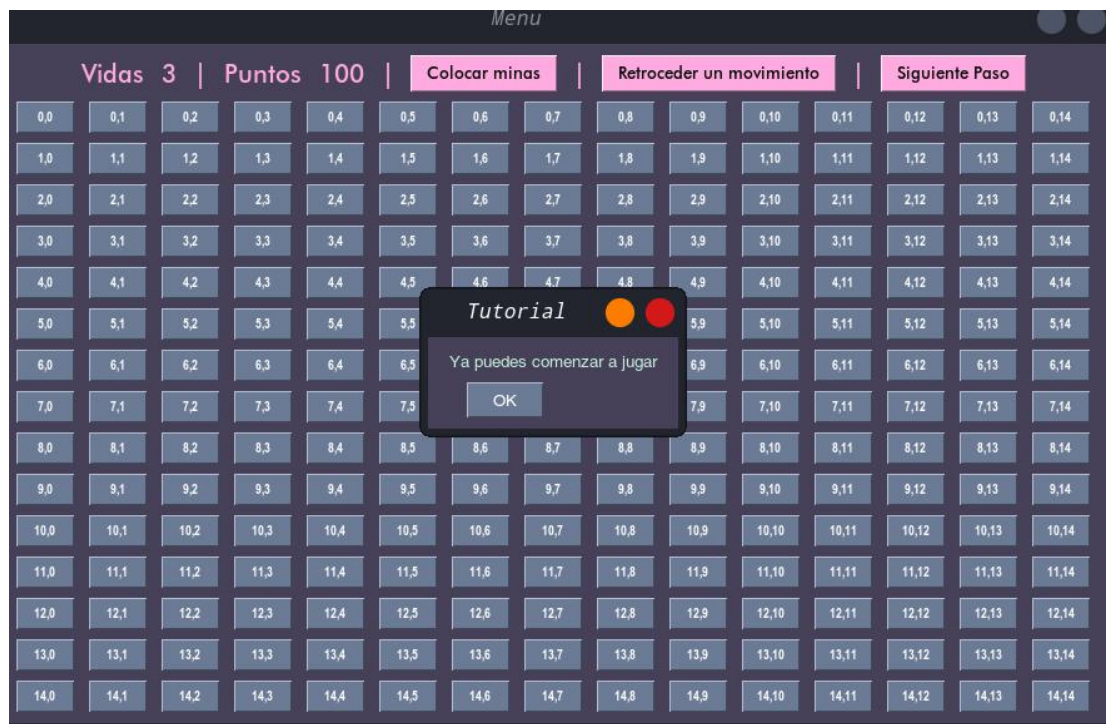 Menu
Vidas 3 | Puntos 100 | Colocar minas | Retroceder un movimiento | Siguiente Paso
0,0 0,1 0,2 0,3 0,4 0,5 0,6 0,7 0,8 0,9 0,10 0,11 0,12 0,13 0,14
1,0 1,1 1,2 1,3 1,4 1,5 1,6 1,7 1,8 1,9 1,10 1,11 1,12 1,13 1,14
2,0 2,1 2,2 2,3 2,4 2,5 2,6 2,7 2,8 2,9 2,10 2,11 2,12 2,13 2,14
3,0 3,1 3,2 3,3 3,4 3,5 3,6 3,7 3,8 3,9 3,10 3,11 3,12 3,13 3,14
4,0 4,1 4,2 4,3 4,4 4,5 4,6 4,7 4,8 4,9 4,10 4,11 4,12 4,13 4,14
Tutorial
5,0 5,1 5,2 5,3 5,4 5,5 5,9 5,10 5,11 5,12 5,13 5,14
Ya puedes comenzar a jugar
6,0 6,1 6,2 6,3 6,4 6,5 6,9 6,10 6,11 6,12 6,13 6,14
OK
7,0 7,1 7,2 7,3 7,4 7,5 7,9 7,10 7,11 7,12 7,13 7,14
8,0 8,1 8,2 8,3 8,4 8,5 8,6 8,7 8,8 8,9 8,10 8,11 8,12 8,13 8,14
9,0 9,1 9,2 9,3 9,4 9,5 9,6 9,7 9,8 9,9 9,10 9,11 9,12 9,13 9,14
10,0 10,1 10,2 10,3 10,4 10,5 10,6 10,7 10,8 10,9 10,10 10,11 10,12 10,13 10,14
11,0 11,1 11,2 11,3 11,4 11,5 11,6 11,7 11,8 11,9 11,10 11,11 11,12 11,13 11,14
12,0 12,1 12,2 12,3 12,4 12,5 12,6 12,7 12,8 12,9 12,10 12,11 12,12 12,13 12,14
13,0 13,1 13,2 13,3 13,4 13,5 13,6 13,7 13,8 13,9 13,10 13,11 13,12 13,13 13,14
14,0 14,1 14,2 14,3 14,4 14,5 14,6 14,7 14,8 14,9 14,10 14,11 14,12 14,13 14,14